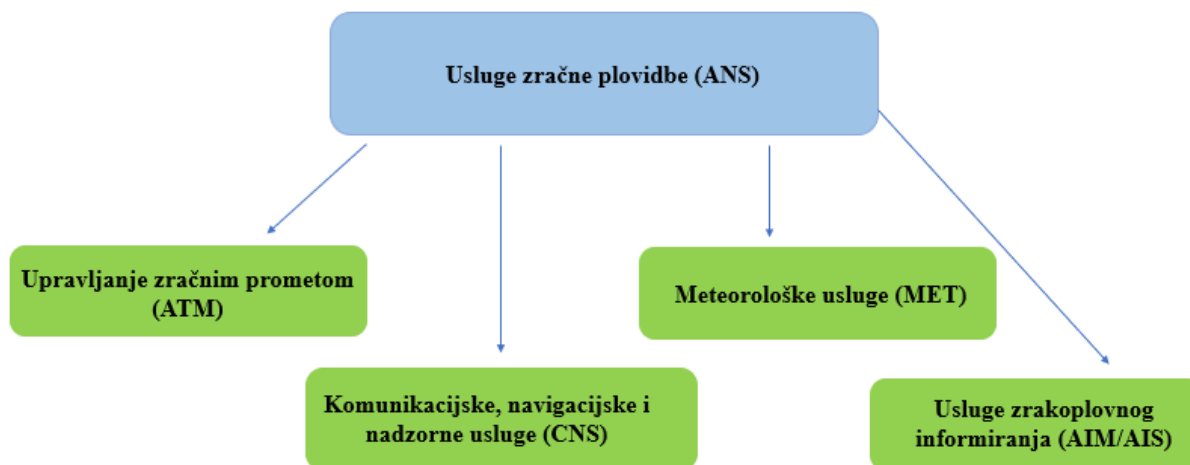 Usluge zračne plovidbe (ANS)
Upravljanje zračnim prometom
(ATM)
Meteorološke usluge (MET)
Komunikacijske, navigacijske i
nadzorne usluge (CNS)
Usluge zrakoplovnog
informiranja (AIM/AIS)